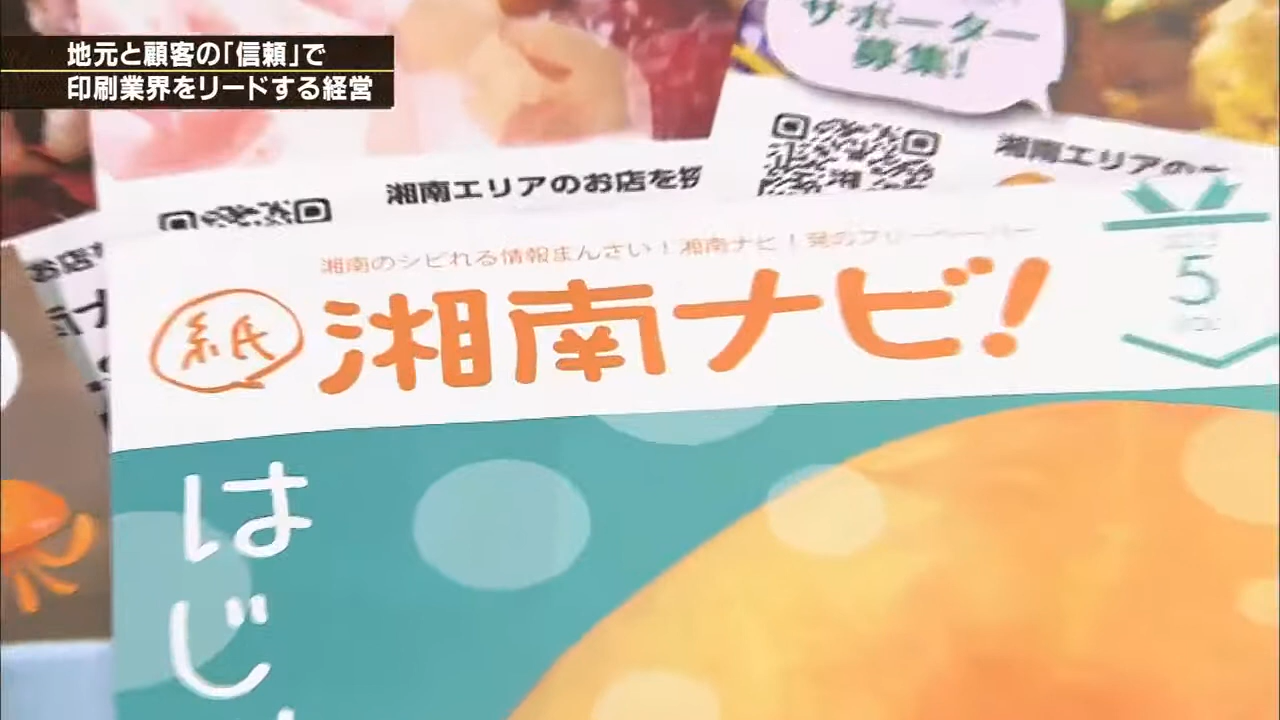 地元と顧客の「信頼」で
印刷業界をリードする経営
サポーター
募集!
湘南エリアのお店を
湘南エリアの
お店
湘南のシビれる情報まんさい!湘南ナビ!発のフリーペーパー
紙
湘南ナビ!
5
はじ